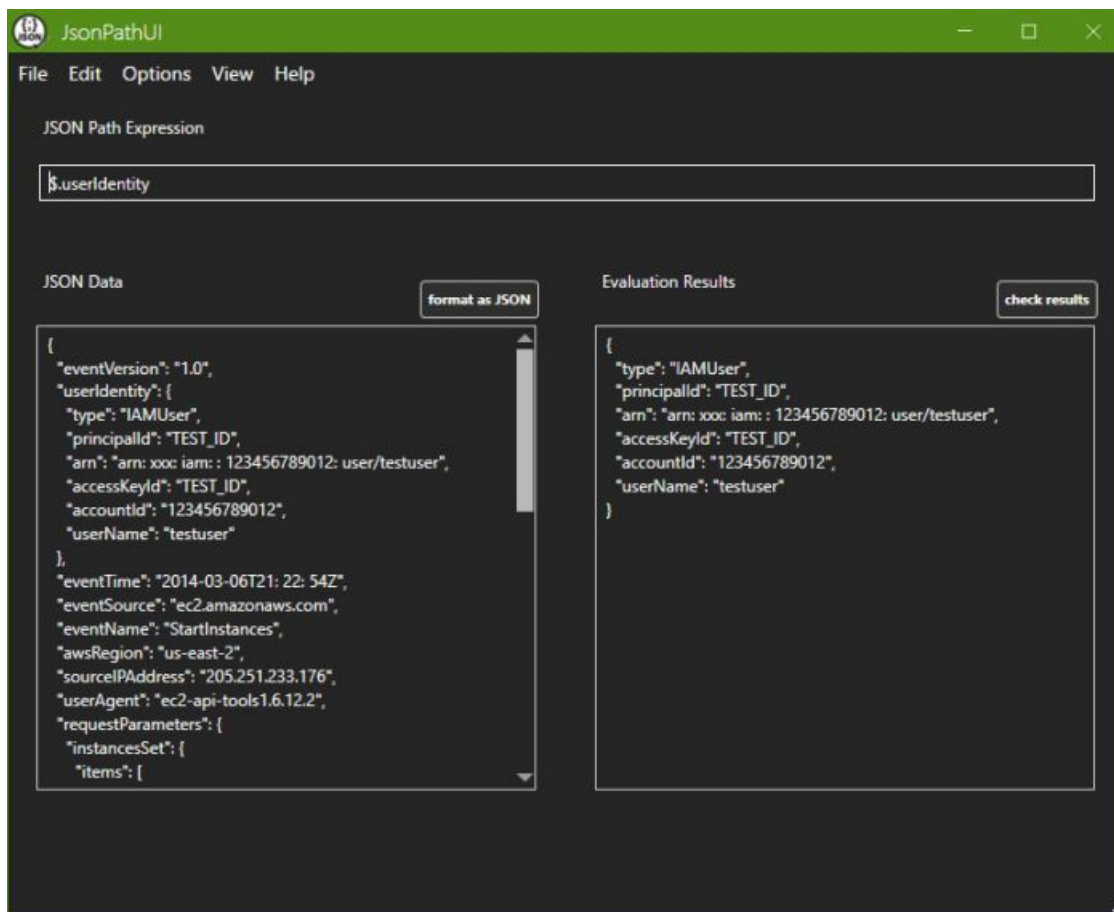 JSON
JsonPathUI
File Edit Options View Help
JSON Path Expression
$.userIdentity
JSON Data
format as JSON
{
"eventVersion": "1.0",
"userIdentity": {
"type": "IAMUser",
"principalId": "TEST_ID",
"arn": "arn: xxx: iam: : 123456789012: user/testuser",
"accessKeyId": "TEST_ID",
"accountId": "123456789012",
"userName": "testuser"
},
"eventTime": "2014-03-06T21: 22: 54Z",
"eventSource": "ec2.amazonaws.com",
"eventName": "StartInstances",
"awsRegion": "us-east-2",
"sourceIPAddress": "205.251.233.176",
"userAgent": "ec2-api-tools1.6.12.2",
"requestParameters": {
"instancesSet": {
"items": [
Evaluation Results
check results
{
"type": "IAMUser",
"principalId": "TEST_ID",
"arn": "arn: xxx: iam: : 123456789012: user/testuser",
"accessKeyId": "TEST_ID",
"accountId": "123456789012",
"userName": "testuser"
}